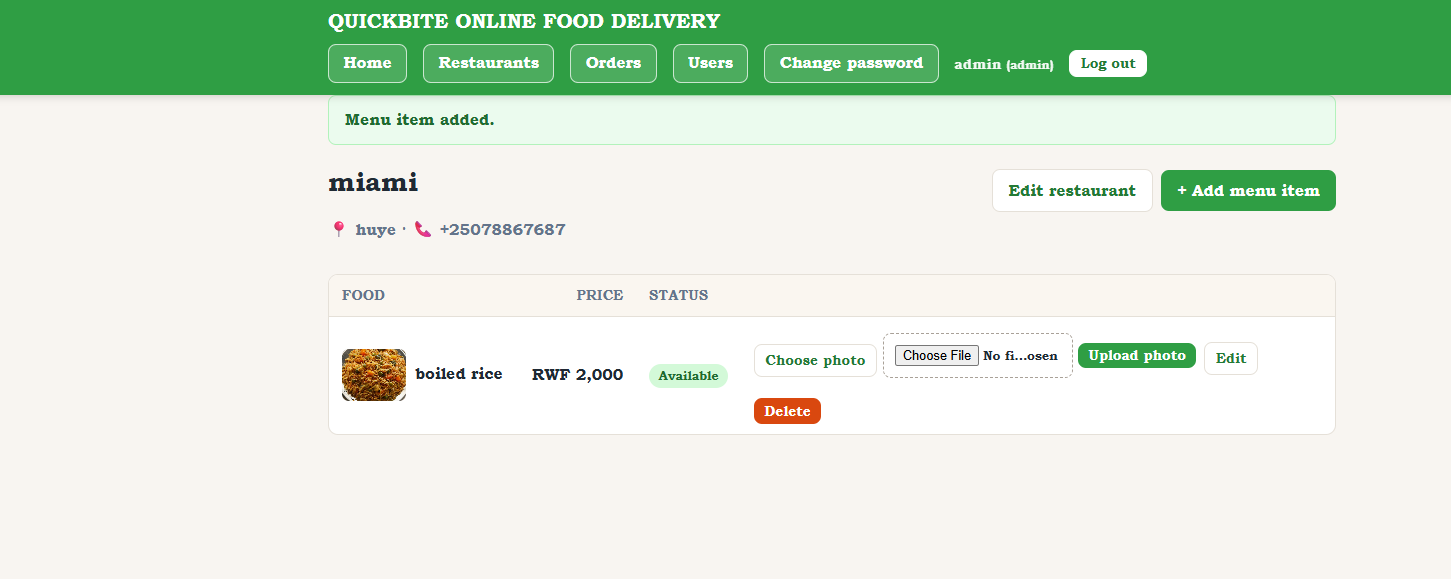 QUICKBITE ONLINE FOOD DELIVERY
Home Restaurants Orders Users Change password admin (admin) Log out
Menu item added.
miami
Edit restaurant + Add menu item
huye · +25078867687
FOOD PRICE STATUS
boiled rice RWF 2,000 Available Choose photo Choose File No fi...osen Upload photo Edit
Delete